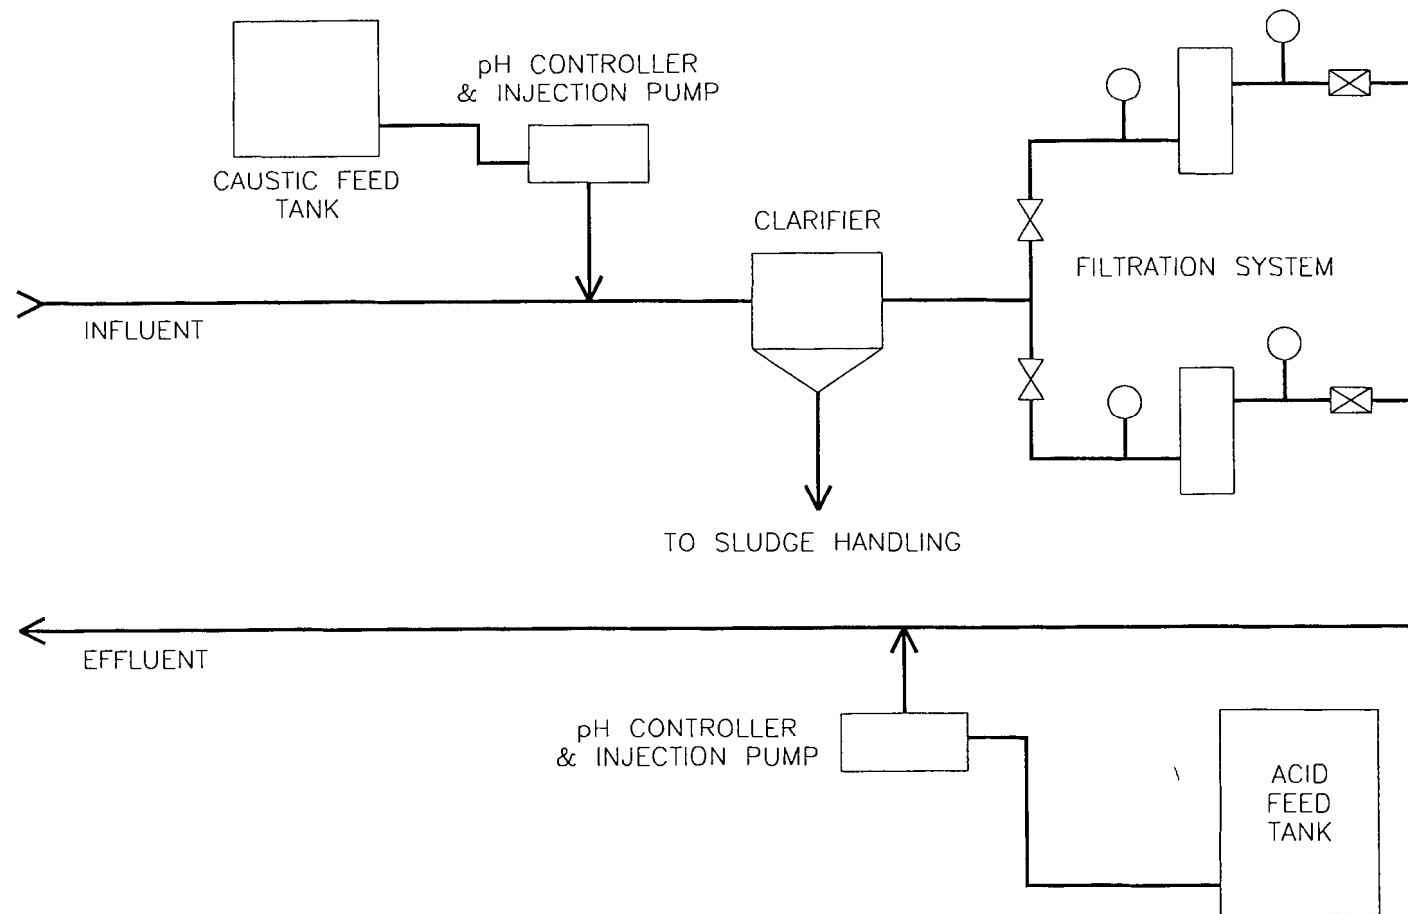 pH CONTROLLER
& INJECTION PUMP
CAUSTIC FEED
TANK
CLARIFIER
FILTRATION SYSTEM
INFLUENT
TO SLUDGE HANDLING
EFFLUENT
pH CONTROLLER
& INJECTION PUMP
ACID
FEED
TANK